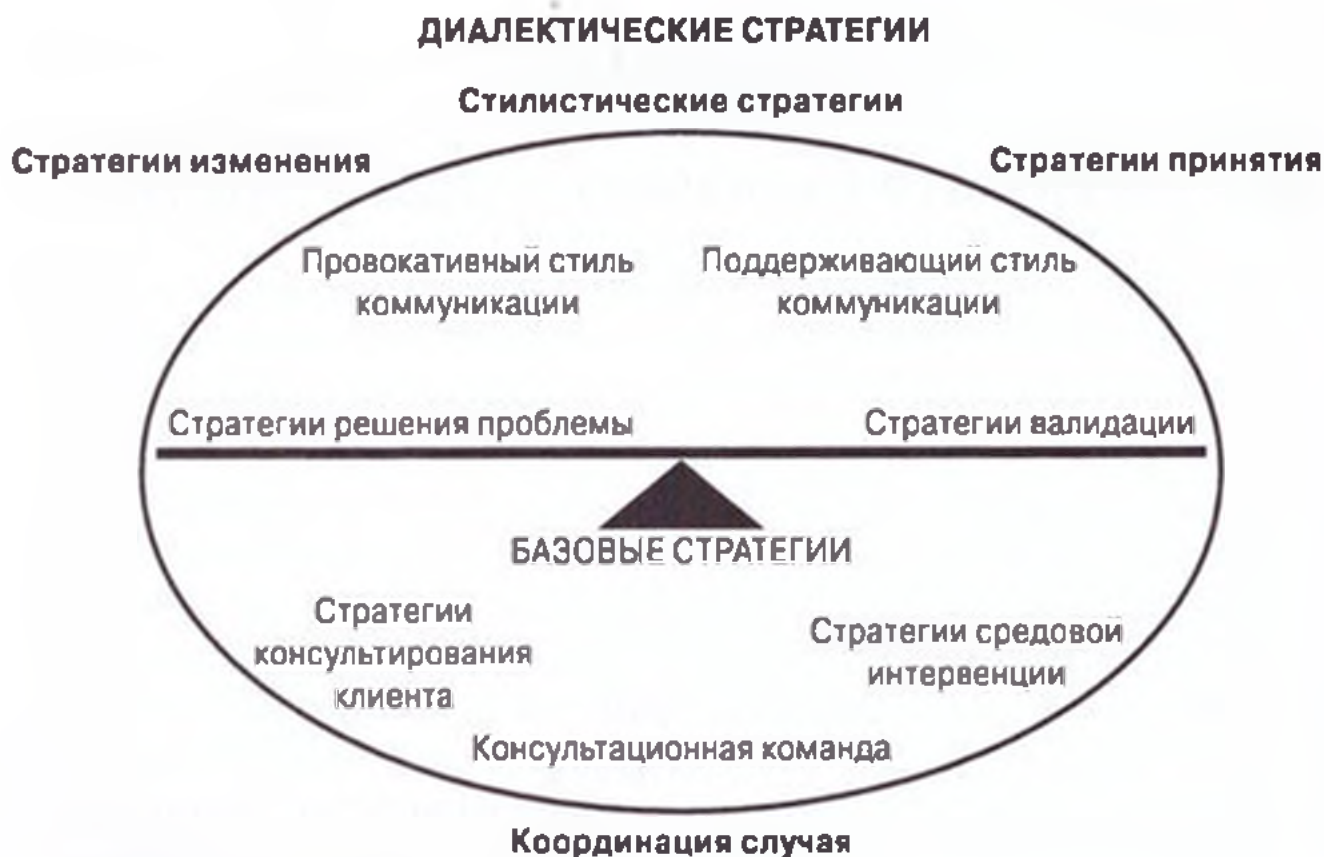 ДИАЛЕКТИЧЕСКИЕ СТРАТЕГИИ
Стилистические стратегии
Стратегии изменения
Стратегии принятия
Провокативный стиль
коммуникации
Поддерживающий стиль
коммуникации
Стратегии решения проблемы
Стратегии валидации
БАЗОВЫЕ СТРАТЕГИИ
Стратегии
консультирования
клиента
Стратегии средовой
интервенции
Консультационная команда
Координация случая